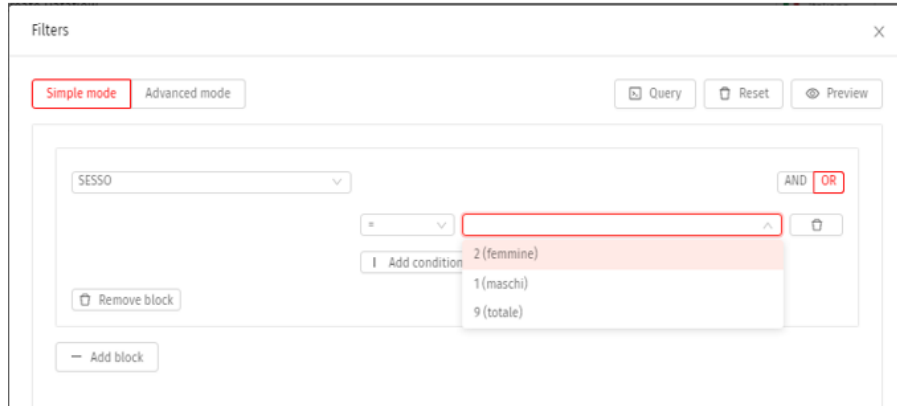 Filters
Simple mode Advanced mode Query Reset Preview
SESSO AND OR
=
Add condition
2 (femmine)
1 (maschi)
9 (totale)
Remove block
Add block